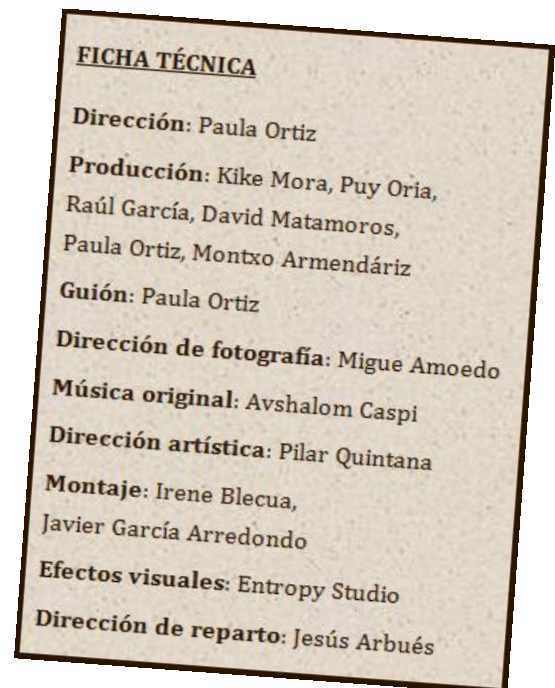 FICHA TÉCNICA
Dirección: Paula Ortiz
Producción: Kike Mora, Puy Oria,
Raúl García, David Matamoros,
Paula Ortiz, Montxo Armendáriz
Guión: Paula Ortiz
Dirección de fotografía: Migue Amoedo
Música original: Avshalom Caspi
Dirección artística: Pilar Quintana
Montaje: Irene Blecua,
Javier García Arredondo
Efectos visuales: Entropy Studio
Dirección de reparto: Jesús Arbués